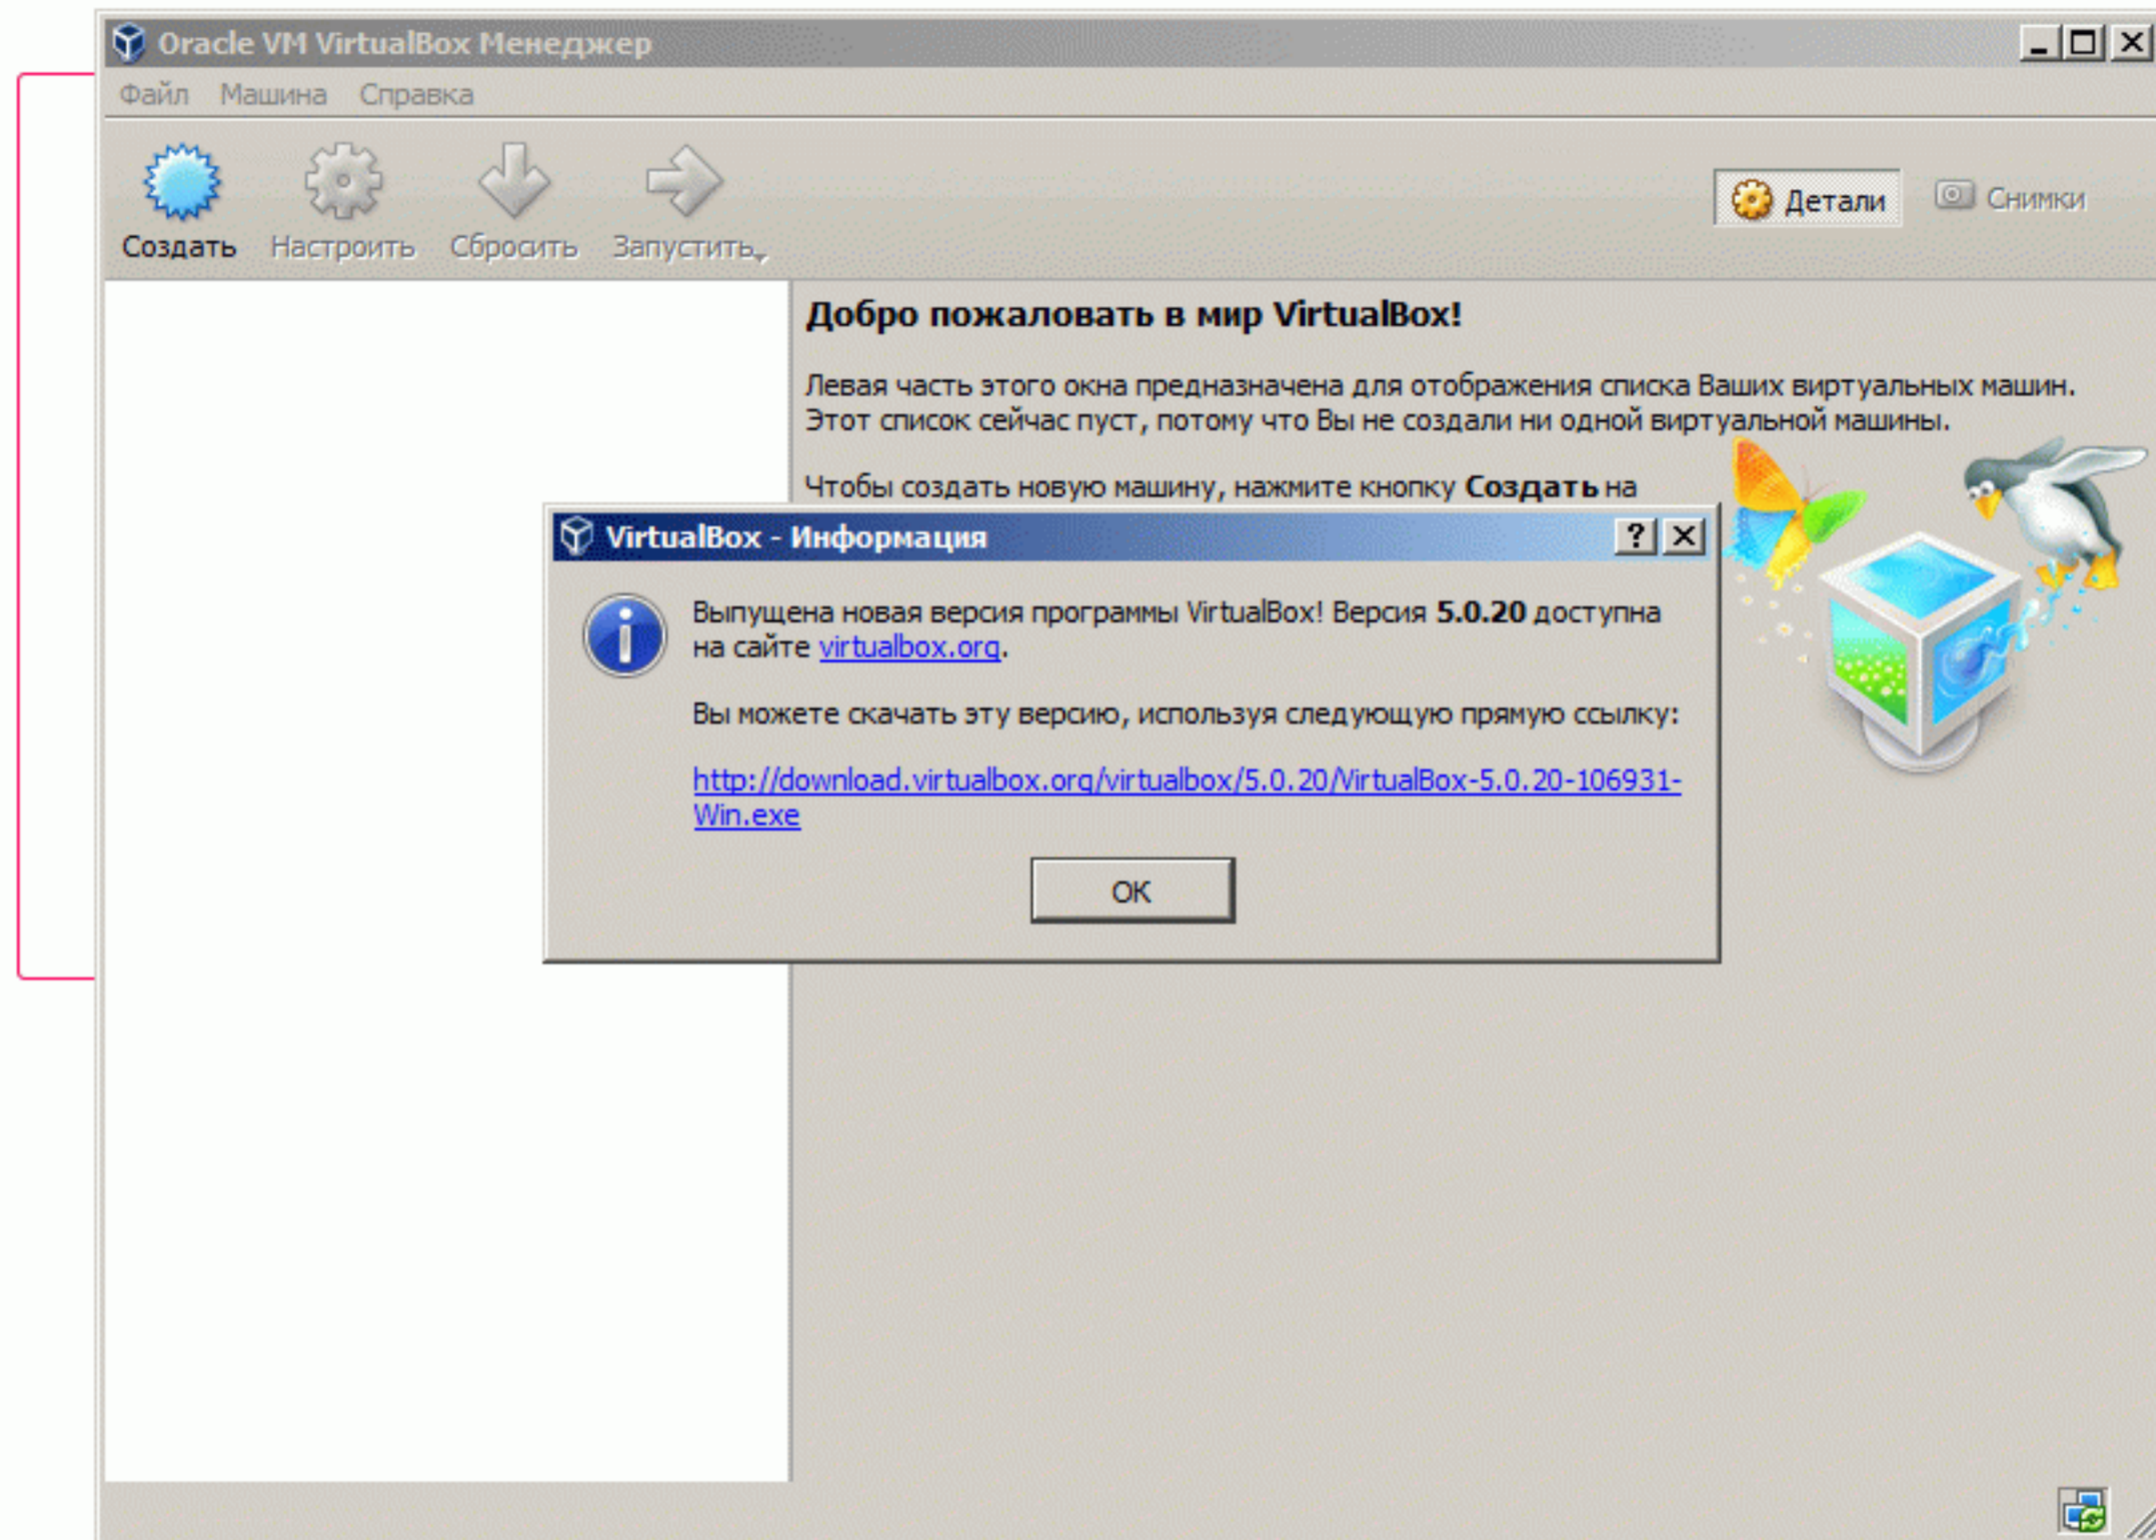 Oracle VM VirtualBox Менеджер
Файл Машина Справка
Создать Настроить Сбросить Запустить
Детали Снимки
Добро пожаловать в мир VirtualBox!
Левая часть этого окна предназначена для отображения списка Ваших виртуальных машин.
Этот список сейчас пуст, потому что Вы не создали ни одной виртуальной машины.
Чтобы создать новую машину, нажмите кнопку Создать на
VirtualBox - Информация
Выпущена новая версия программы VirtualBox! Версия 5.0.20 доступна
на сайте virtualbox.org.
Вы можете скачать эту версию, используя следующую прямую ссылку:
http://download.virtualbox.org/virtualbox/5.0.20/VirtualBox-5.0.20-106931-
Win.exe
ОК